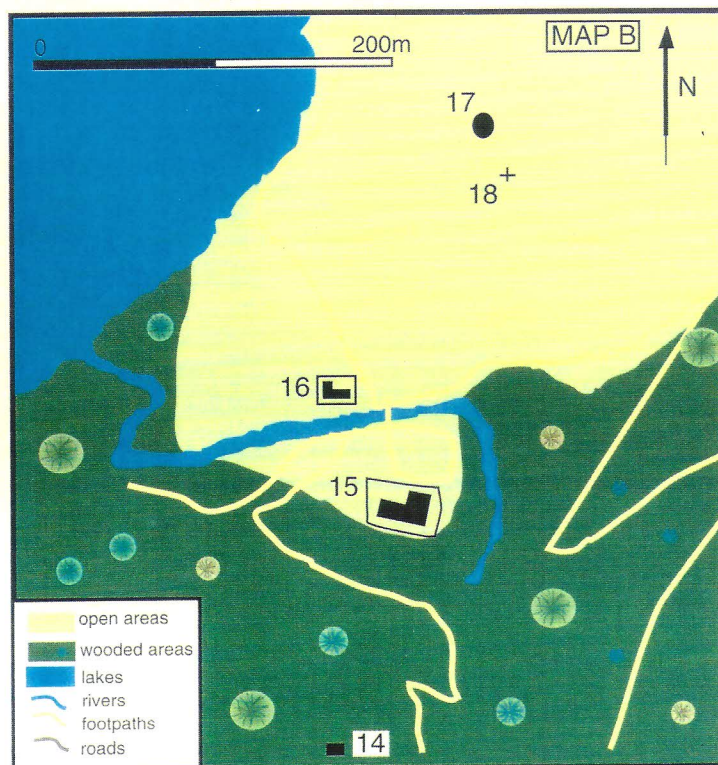 0 200m
MAP B
N
17
18
16
15
open areas
wooded areas
lakes
rivers
footpaths
roads
14